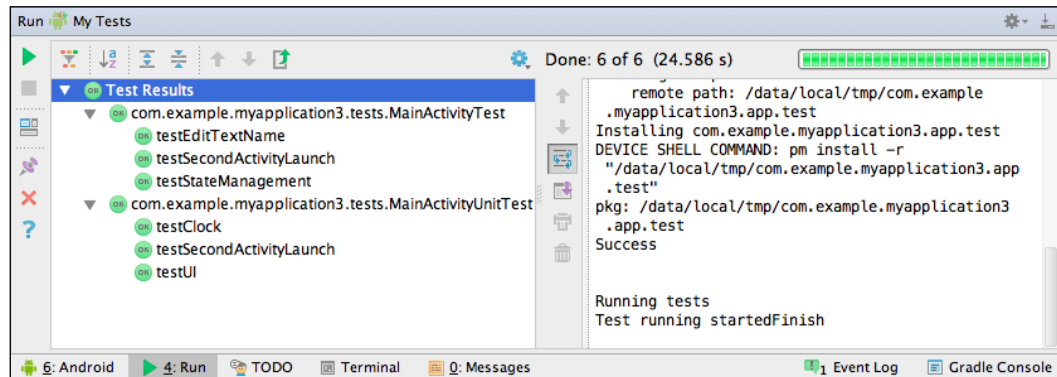 Run My Tests
Done: 6 of 6 (24.586 s)
Test Results
com.example.myapplication3.tests.MainActivityTest
testEditTextName
testSecondActivityLaunch
testStateManagement
com.example.myapplication3.tests.MainActivityUnitTest
testClock
testSecondActivityLaunch
testUI
remote path: /data/local/tmp/com.example
.myapplication3.app.test
Installing com.example.myapplication3.app.test
DEVICE SHELL COMMAND: pm install -r
"/data/local/tmp/com.example.myapplication3.app
.test"
pkg: /data/local/tmp/com.example.myapplication3
.app.test
Success
Running tests
Test running startedFinish
6: Android 4: Run TODO Terminal 0: Messages 1 Event Log Gradle Console